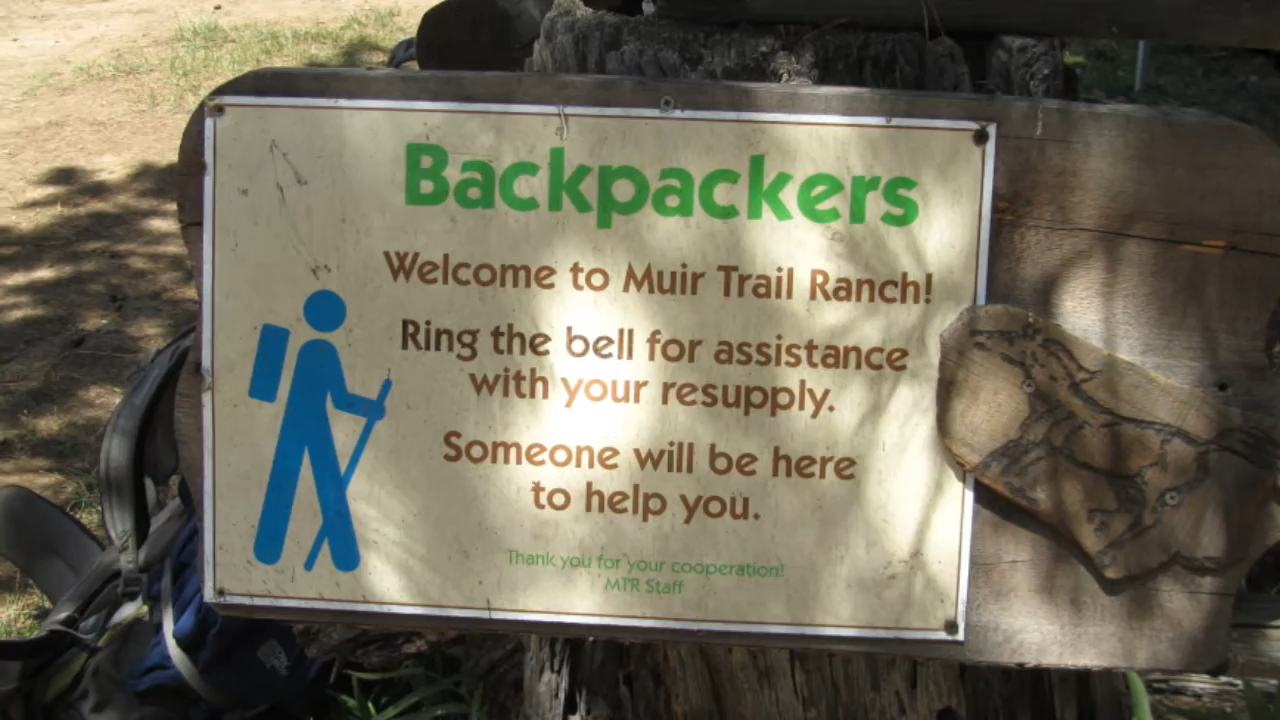 Backpackers
Welcome to Muir Trail Ranch!
Ring the bell for assistance
with your resupply.
Someone will be here
to help you.
Thank you for your cooperation!
MTR Staff